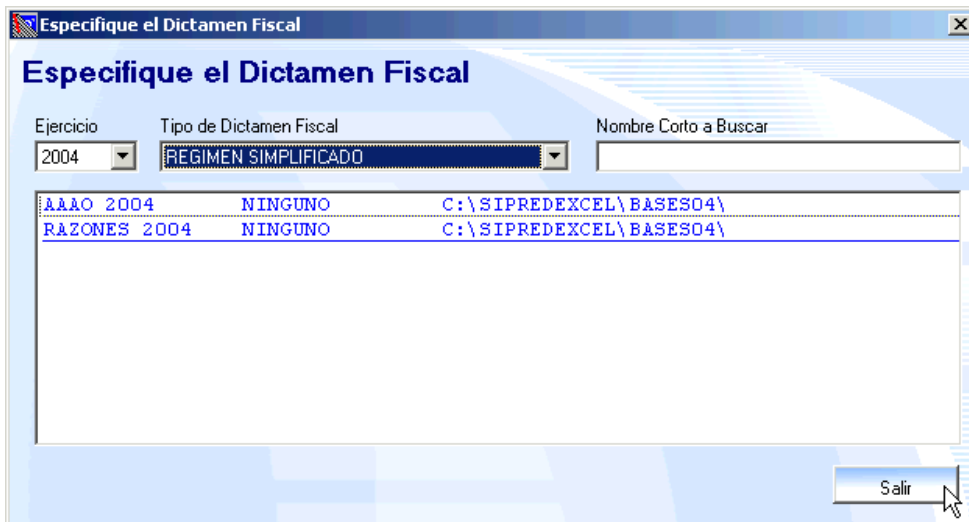 Especifique el Dictamen Fiscal
Especifique el Dictamen Fiscal
Ejercicio Tipo de Dictamen Fiscal Nombre Corto a Buscar
2004 REGIMEN SIMPLIFICADO
AAAO 2004 NINGUNO C:\SIPREDEXCEL\BASES04\
RAZONES 2004 NINGUNO C:\SIPREDEXCEL\BASES04\
Salir